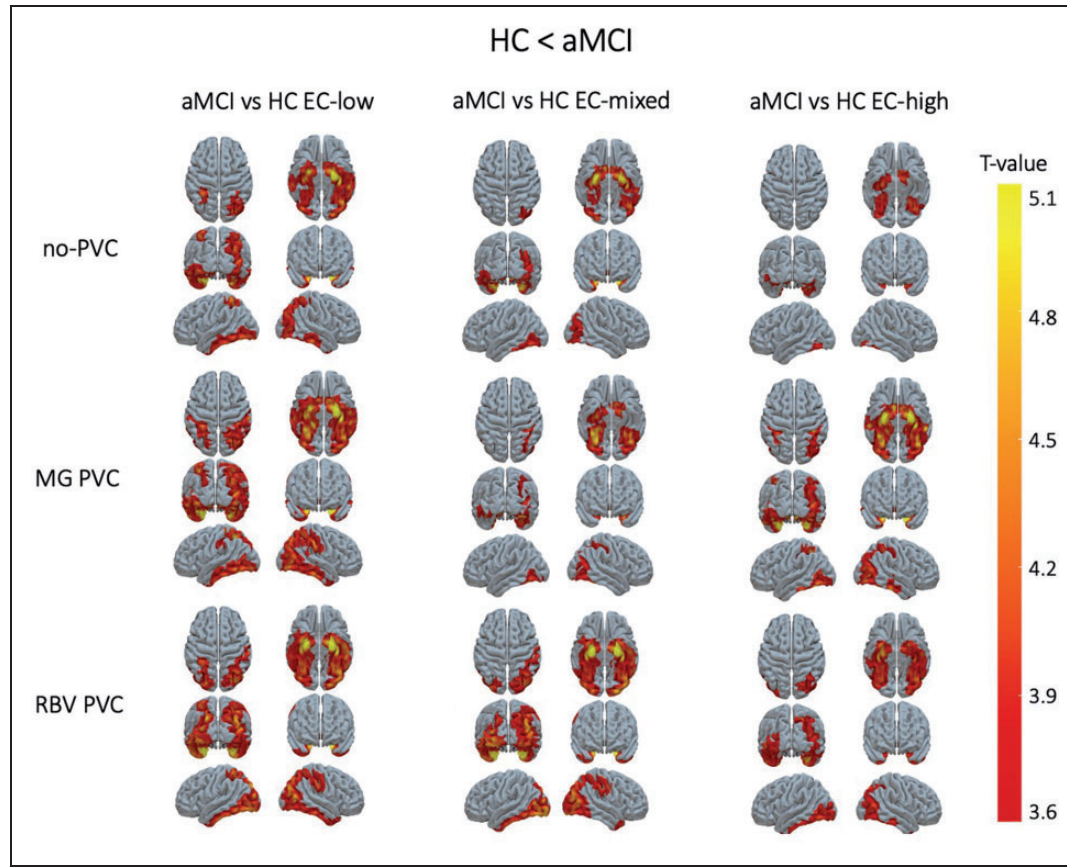 HC < aMCI
aMCI vs HC EC-low
aMCI vs HC EC-mixed
aMCI vs HC EC-high
T-value
no-PVC
MG PVC
RBV PVC
5.1
4.8
4.5
4.2
3.9
3.6